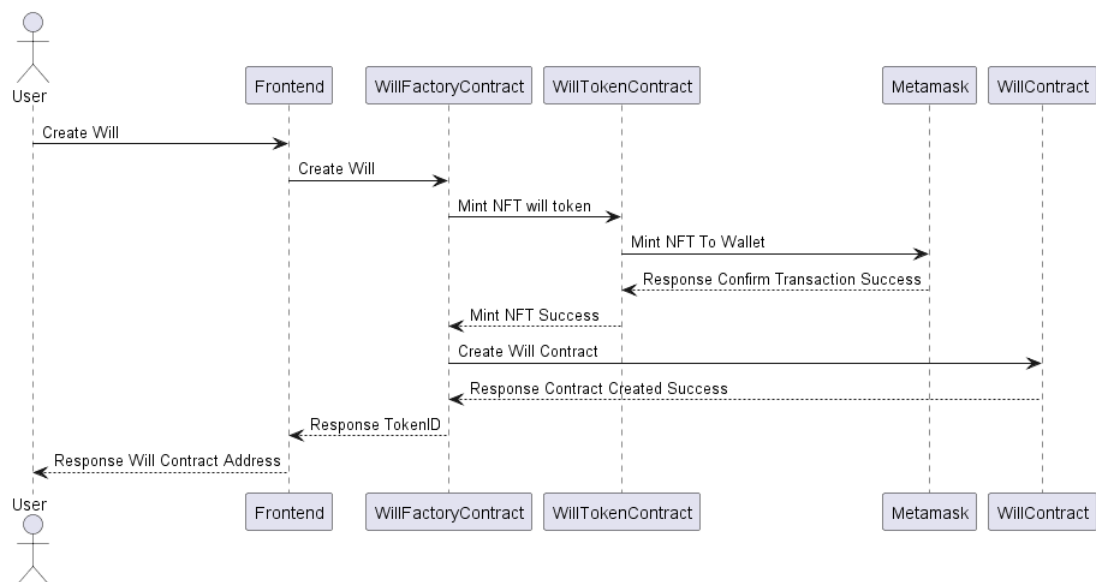 User
Frontend
WillFactoryContract
WillTokenContract
Metamask
WillContract
Create Will
Create Will
Mint NFT will token
Mint NFT To Wallet
Response Confirm Transaction Success
Mint NFT Success
Create Will Contract
Response Contract Created Success
Response TokenID
Response Will Contract Address
User
Frontend
WillFactoryContract
WillTokenContract
Metamask
WillContract